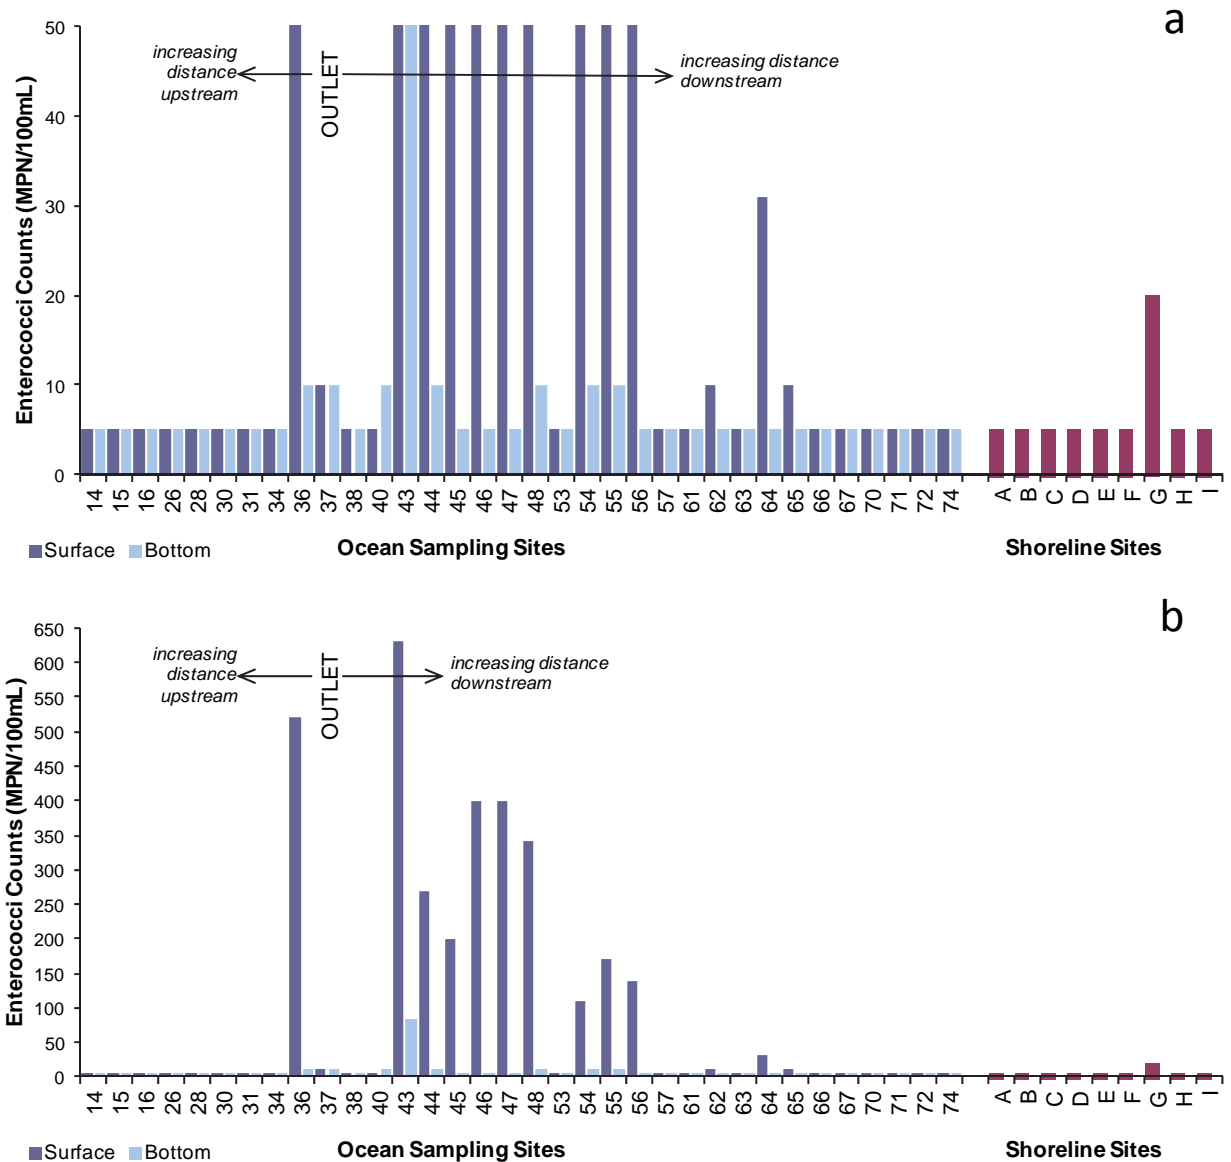 a
50
40
30
20
10
0
Enterococci Counts (MPN/100mL)
increasing
distance
upstream
OUTLET
increasing distance
downstream
14 15 16 26 28 30 31 34 36 37 38 40 43 44 45 46 47 48 53 54 55 56 57 61 62 63 64 65 66 67 70 71 72 74
A B C D E F G H I
Surface Bottom
Ocean Sampling Sites
Shoreline Sites
b
650
600
550
500
450
400
350
300
250
200
150
100
50
0
Enterococci Counts (MPN/100mL)
increasing
distance
upstream
OUTLET
increasing distance
downstream
14 15 16 26 28 30 31 34 36 37 38 40 43 44 45 46 47 48 53 54 55 56 57 61 62 63 64 65 66 67 70 71 72 74
A B C D E F G H I
Surface Bottom
Ocean Sampling Sites
Shoreline Sites